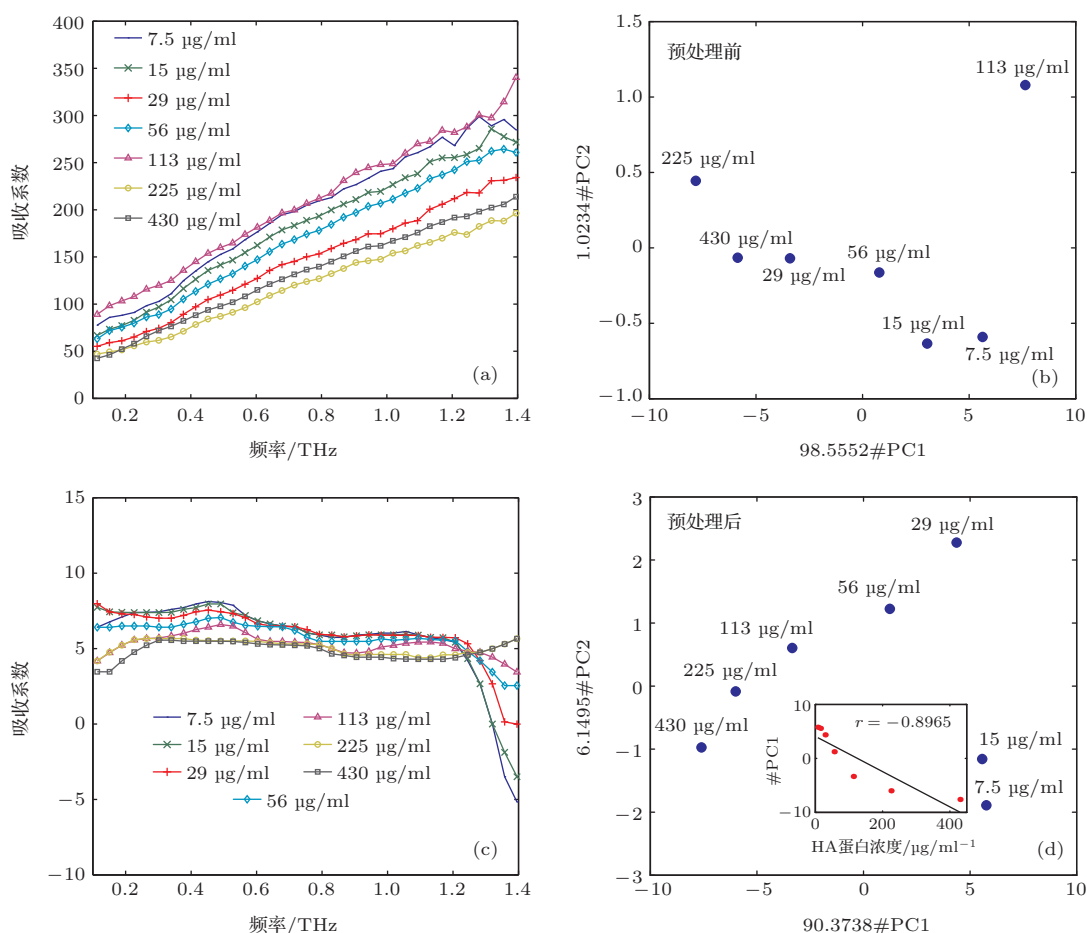 400
350
300
250
200
150
100
50
0
吸收系数
7.5 µg/ml
15 µg/ml
29 µg/ml
56 µg/ml
113 µg/ml
225 µg/ml
430 µg/ml
(a)
0.2 0.4 0.6 0.8 1.0 1.2 1.4
频率/THz
1.5
1.0
0.5
0
−0.5
−1.0
1.0234#PC2
预处理前
113 µg/ml
225 µg/ml
430 µg/ml
29 µg/ml
56 µg/ml
15 µg/ml
7.5 µg/ml
(b)
−10 −5 0 5 10
98.5552#PC1
15
10
5
0
−5
−10
吸收系数
7.5 µg/ml
15 µg/ml
29 µg/ml
113 µg/ml
225 µg/ml
430 µg/ml
56 µg/ml
(c)
0.2 0.4 0.6 0.8 1.0 1.2 1.4
频率/THz
3
2
1
0
−1
−2
−3
6.1495#PC2
预处理后
29 µg/ml
56 µg/ml
113 µg/ml
225 µg/ml
430 µg/ml
15 µg/ml
7.5 µg/ml
10
0
−10
#PC1
r = −0.8965
0 200 400
HA蛋白浓度/µg/ml⁻¹
(d)
−10 −5 0 5 10
90.3738#PC1